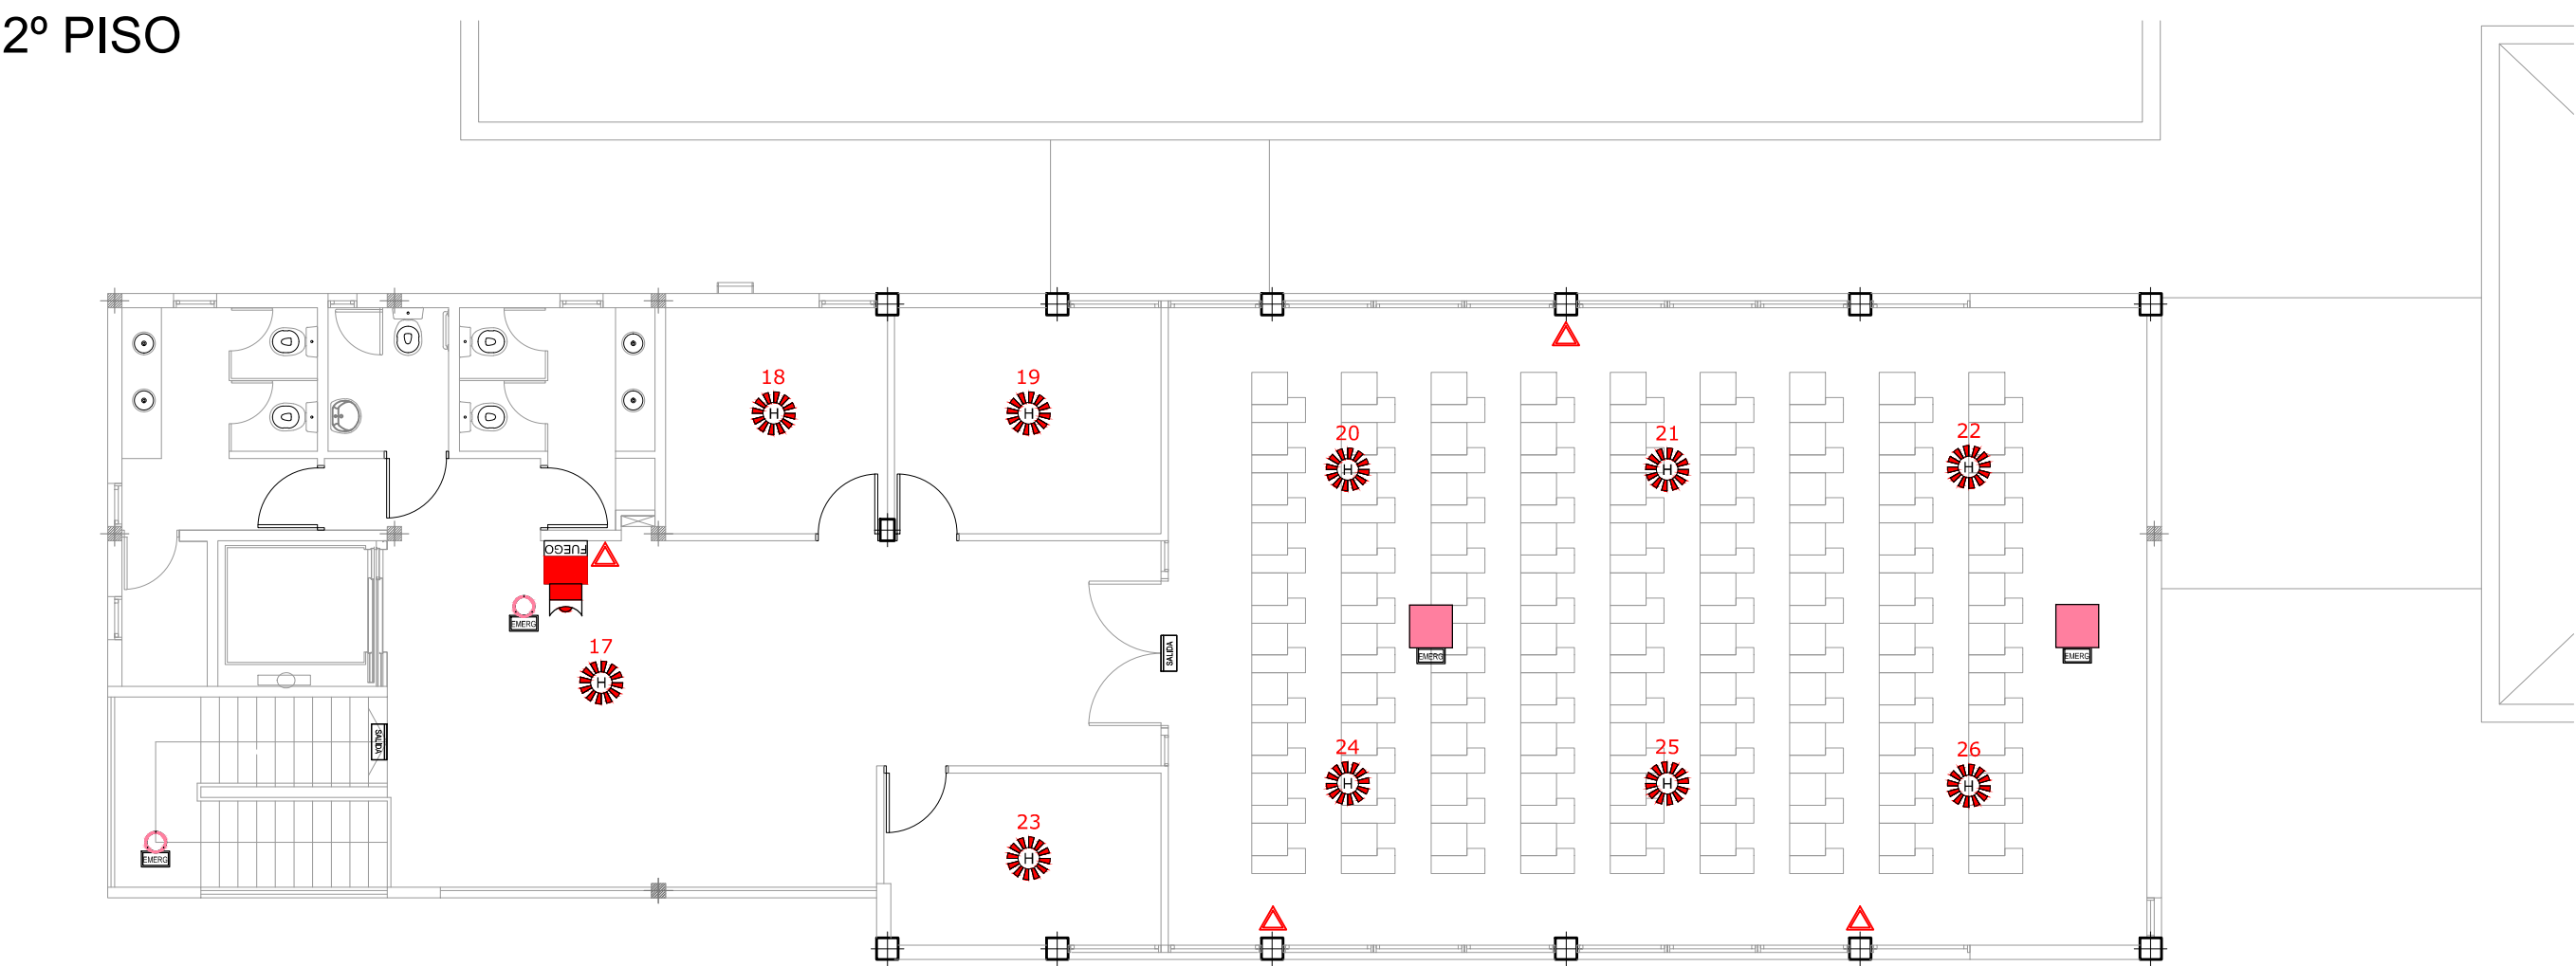 2º PISO
18
H
19
H
20
H
21
H
22
H
FUEGO
EMERG
17
H
SALIDA
EMERG
EMERG
SALIDA
24
H
25
H
26
H
23
H
EMERG